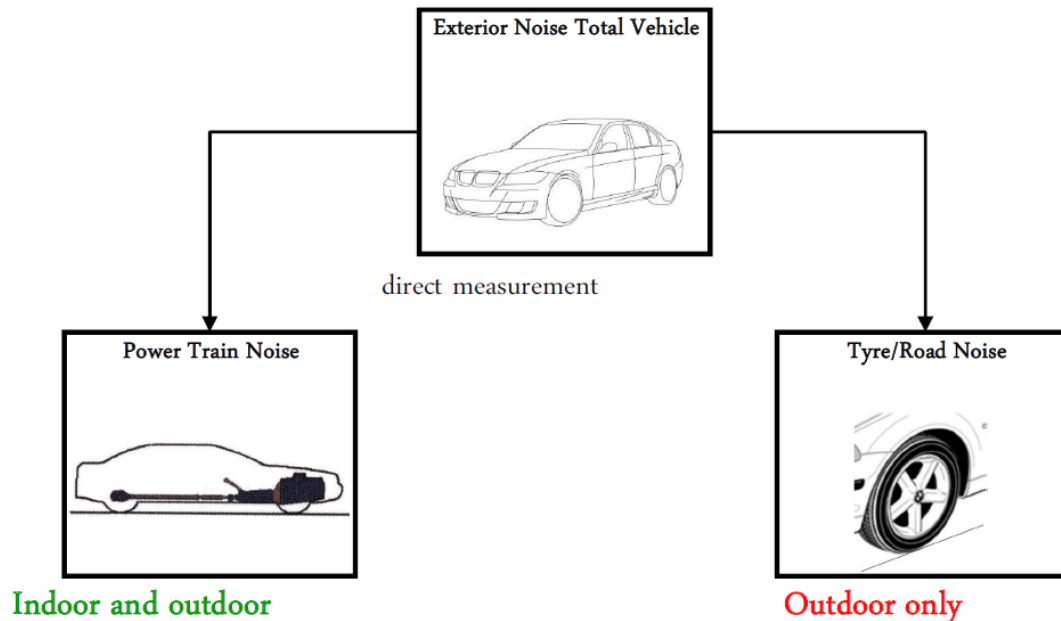 Exterior Noise Total Vehicle
direct measurement
Power Train Noise
Tyre/Road Noise
Indoor and outdoor
Outdoor only